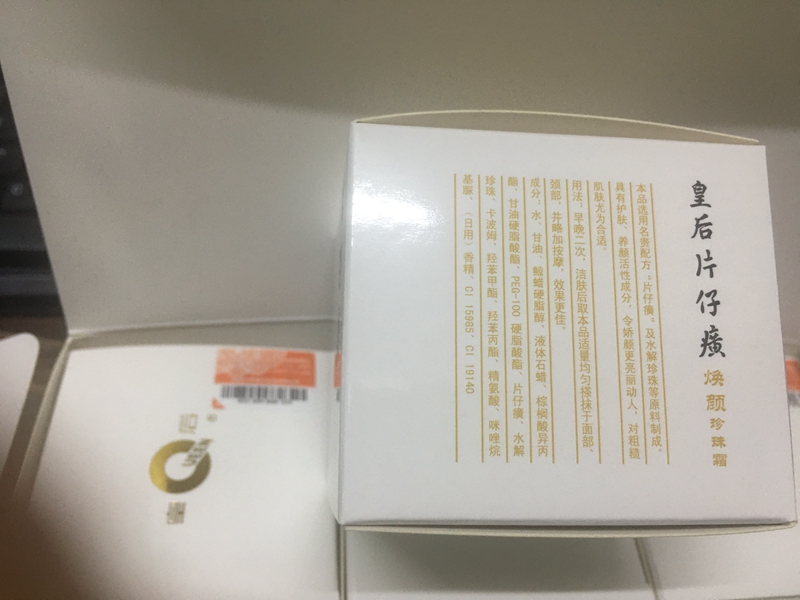 皇后片仔癀焕颜珍珠霜
本品选用名贵配方“片仔癀”及水解珍珠等原料制成,
具有护肤、养颜活性成分，令娇颜更亮丽动人，对粗糙
肌肤尤为合适。
用法：早晚二次，洁肤后取本品适量均匀搽抹于面部、
颈部，并略加按摩，效果更佳。
成分：水、甘油、鲸蜡硬脂醇、液体石蜡、棕榈酸异丙
酯、甘油硬脂酸酯、PEG-100 硬脂酸酯、片仔癀、水解
珍珠、卡波姆、羟苯甲酯、羟苯丙酯、精氨酸、咪唑烷
基脲、（日用）香精、CI 15985、CI 19140
QUEEN